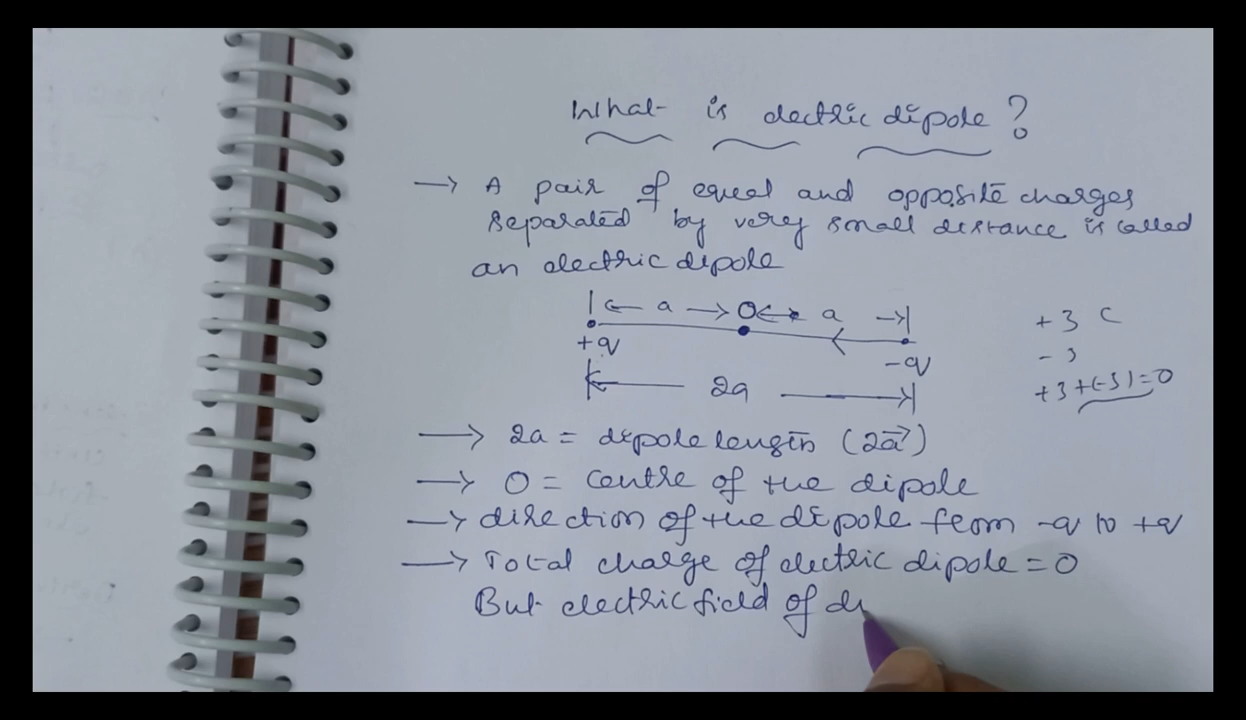 What is electric dipole?
→ A pair of equal and opposite charges
separated by very small distance is called
an electric dipole
|← a → O ↔ a →|
+q -q
|← 2a →|
+3 C
-3
+3+(-3)=0
→ 2a = dipole length (2a⃗)
→ O = centre of the dipole
→ direction of the dipole from -q to +q
→ Total charge of electric dipole = 0
But electric field of di